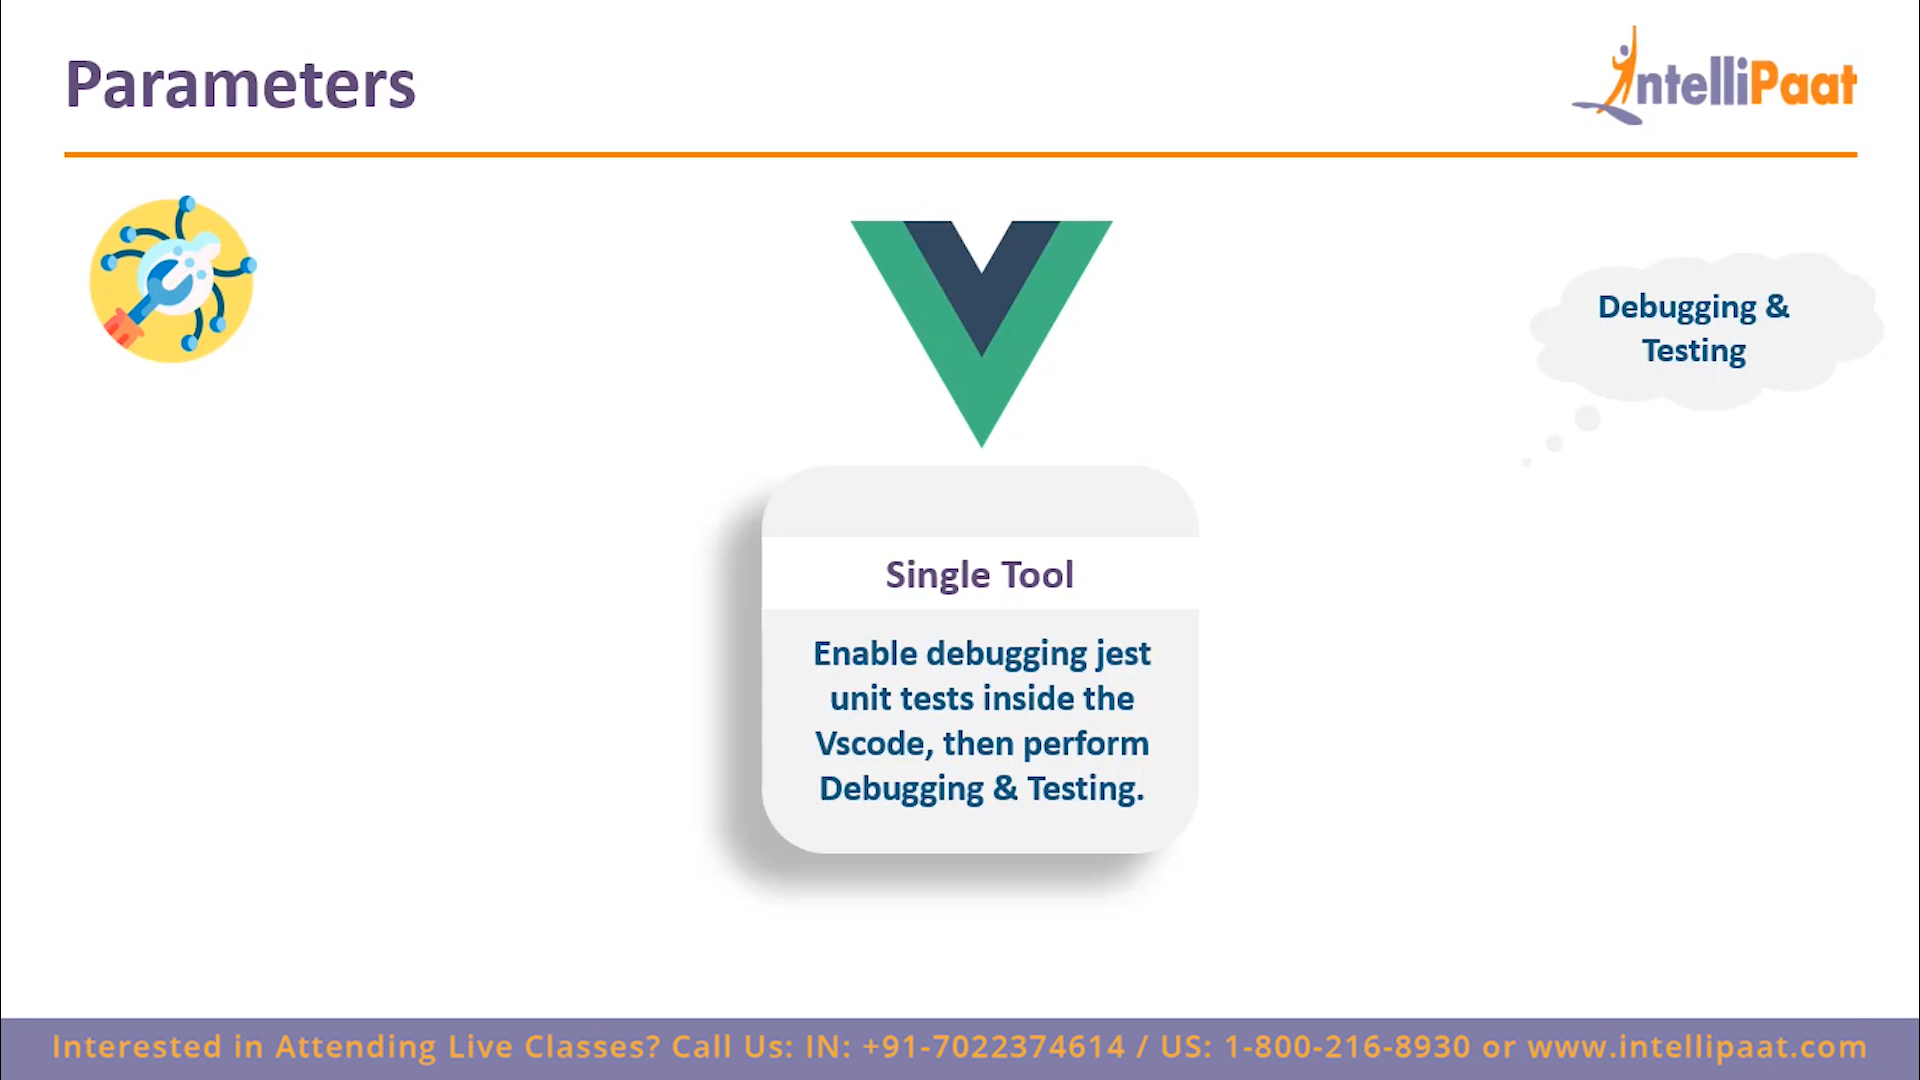 Parameters
IntelliPaat
Debugging &
Testing
Single Tool
Enable debugging jest
unit tests inside the
Vscode, then perform
Debugging & Testing.
Interested in Attending Live Classes? Call Us: IN: +91-7022374614 / US: 1-800-216-8930 or www.intellipaat.com